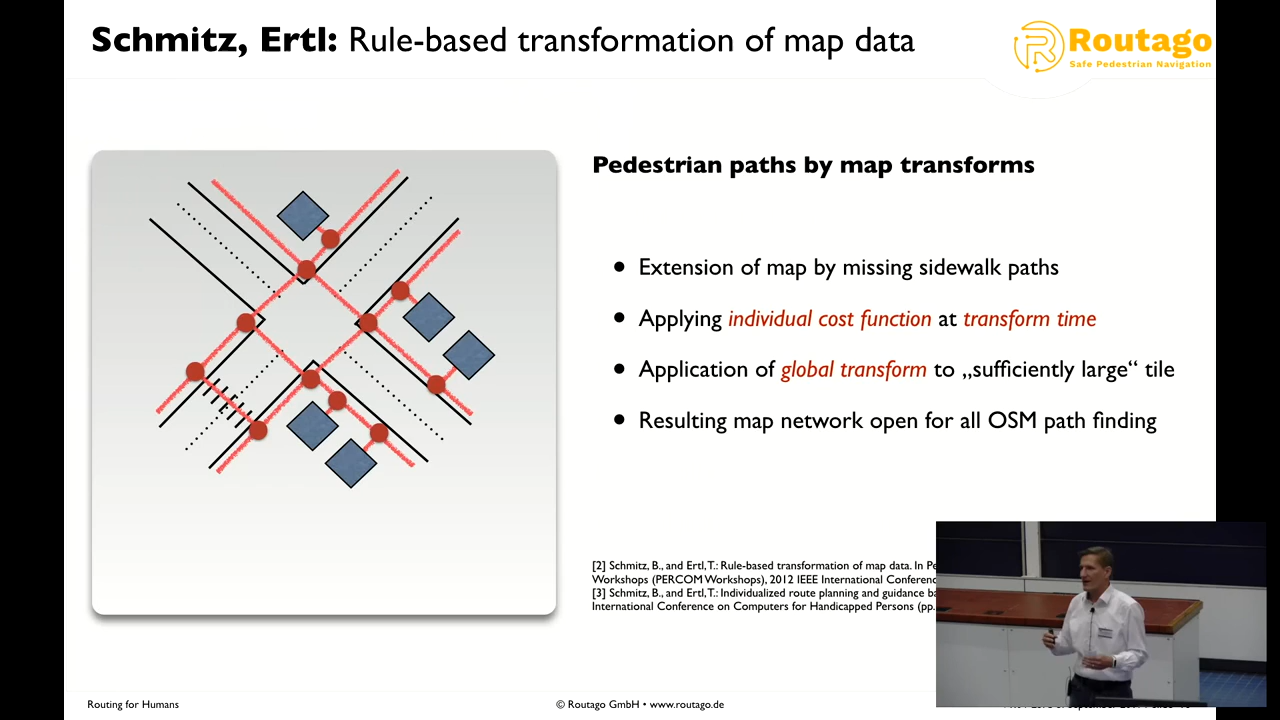 Schmitz, Ertl: Rule-based transformation of map data
Routago
Safe Pedestrian Navigation
Pedestrian paths by map transforms
• Extension of map by missing sidewalk paths
• Applying individual cost function at transform time
• Application of global transform to „sufficiently large“ tile
• Resulting map network open for all OSM path finding
[2] Schmitz, B., and Ertl, T.: Rule-based transformation of map data. In Pe
Workshops (PERCOM Workshops), 2012 IEEE International Conferenc
[3] Schmitz, B., and Ertl, T.: Individualized route planning and guidance ba
International Conference on Computers for Handicapped Persons (pp.
Routing for Humans
© Routago GmbH • www.routago.de